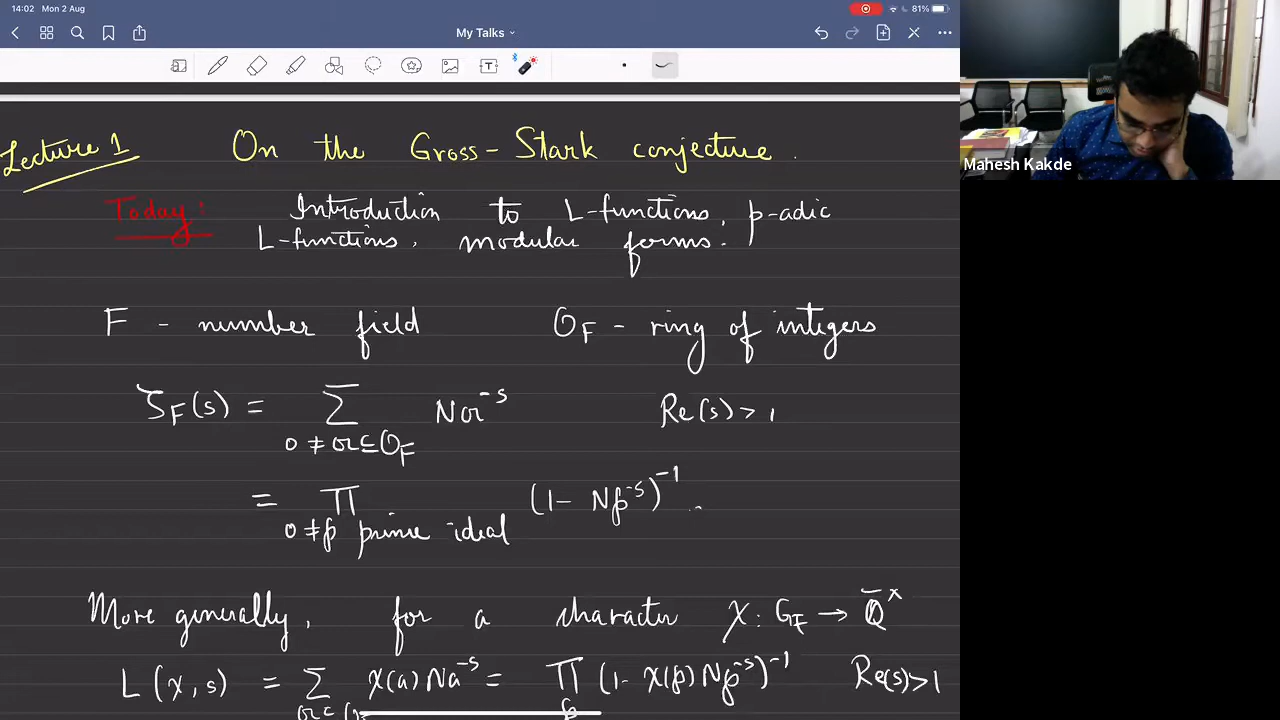 14:02 Mon 2 Aug 81%
My Talks
Lecture 1 On the Gross-Stark conjecture.
Today: Introduction to L-functions, p-adic
L-functions, modular forms.
F - number field O_F - ring of integers
ζ_F(s) = Σ_{0 ≠ 𝔞 ⊆ O_F} N𝔞^{-s} Re(s) > 1
= Π_{0 ≠ 𝔭 prime ideal} (1 - N𝔭^{-s})^{-1}
More generally, for a character χ: G_F → Q̄^×
L(χ, s) = Σ χ(𝔞) N𝔞^{-s} = Π_𝔭 (1 - χ(𝔭) N𝔭^{-s})^{-1} Re(s) > 1
Mahesh Kakde